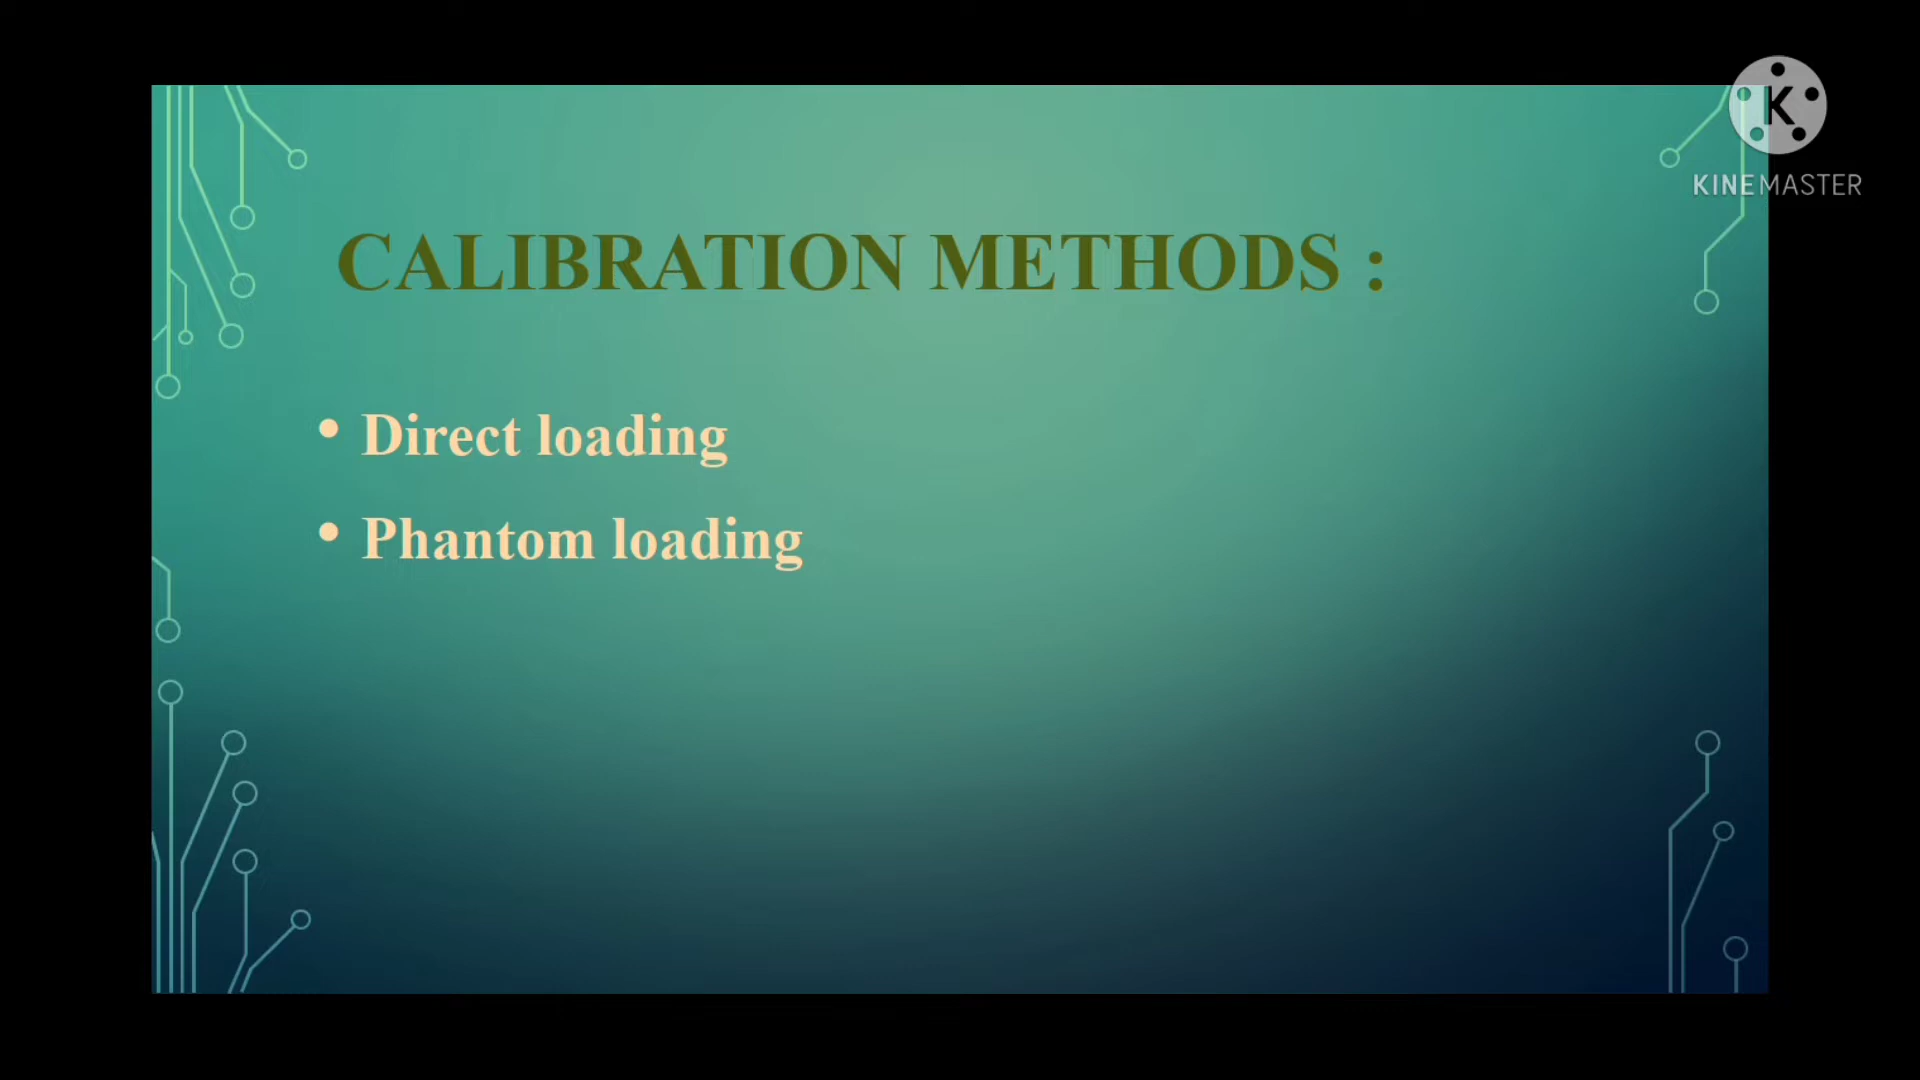 K
KINEMASTER
CALIBRATION METHODS :
• Direct loading
• Phantom loading